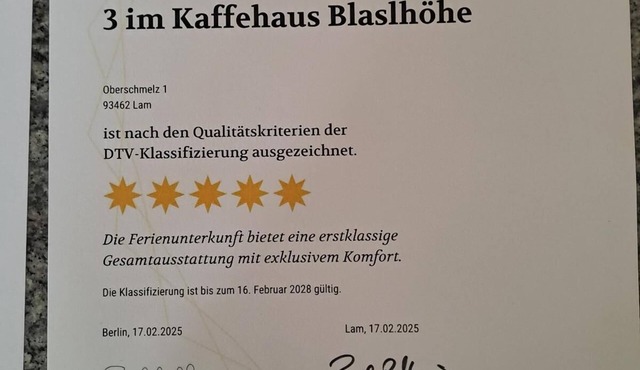 3 im Kaffehaus Blaslhöhe
Oberschmelz 1
93462 Lam
ist nach den Qualitätskriterien der
DTV-Klassifizierung ausgezeichnet.
Die Ferienunterkunft bietet eine erstklassige
Gesamtausstattung mit exklusivem Komfort.
Die Klassifizierung ist bis zum 16. Februar 2028 gültig.
Berlin, 17.02.2025
Lam, 17.02.2025